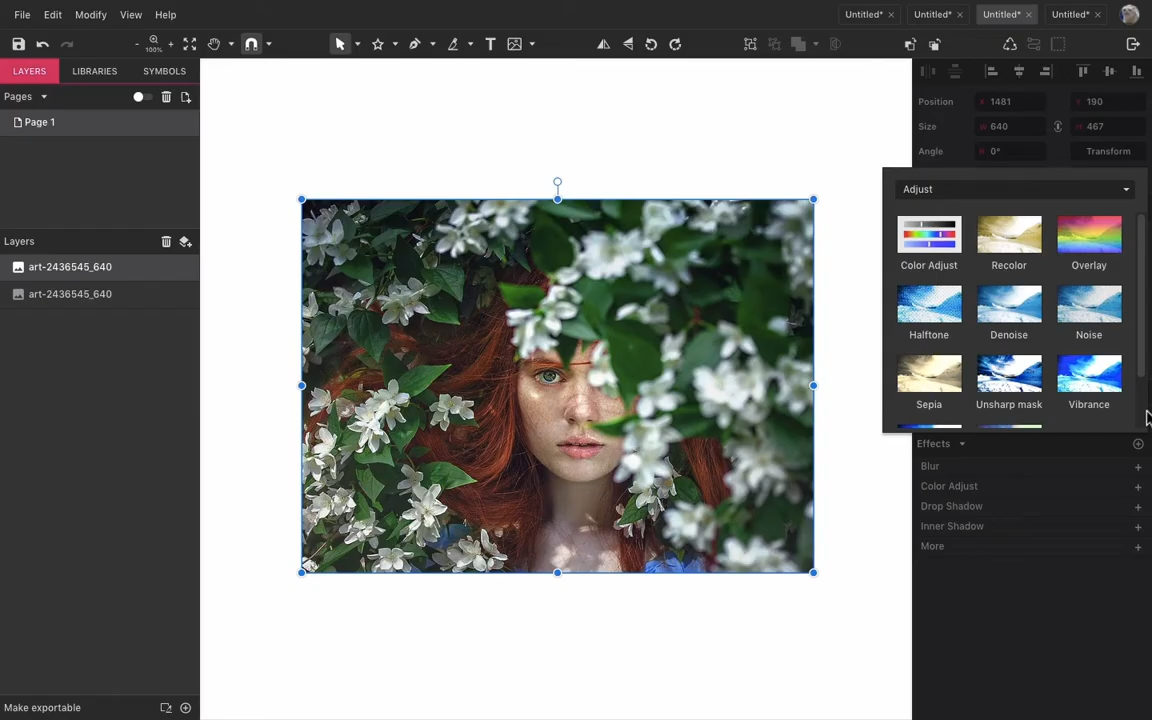 File Edit Modify View Help
Untitled* × Untitled* × Untitled* × Untitled* ×
- 100% +
LAYERS LIBRARIES SYMBOLS
Pages
Page 1
Layers
art-2436545_640
art-2436545_640
Make exportable
Position X 1481 Y 190
Size W 640 H 467
Angle R 0° Transform
Adjust
Color Adjust Recolor Overlay
Halftone Denoise Noise
Sepia Unsharp mask Vibrance
Effects
Blur
Color Adjust
Drop Shadow
Inner Shadow
More